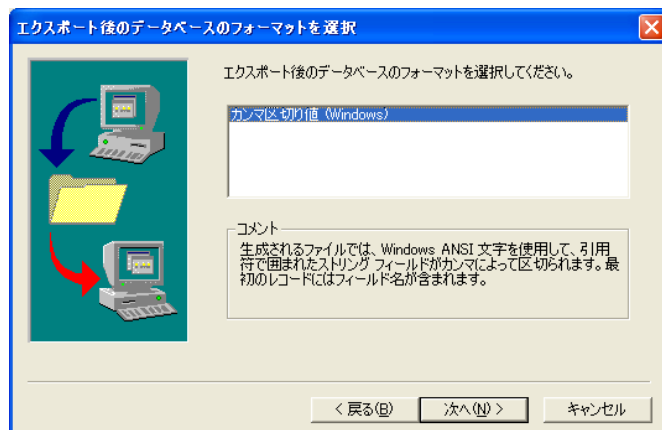 エクスポート後のデータベースのフォーマットを選択
エクスポート後のデータベースのフォーマットを選択してください。
カンマ区切り値 (Windows)
コメント
生成されるファイルでは、Windows ANSI 文字を使用して、引用
符で囲まれたストリング フィールドがカンマによって区切られます。最
初のレコードにはフィールド名が含まれます。
< 戻る(B)
次へ(N) >
キャンセル